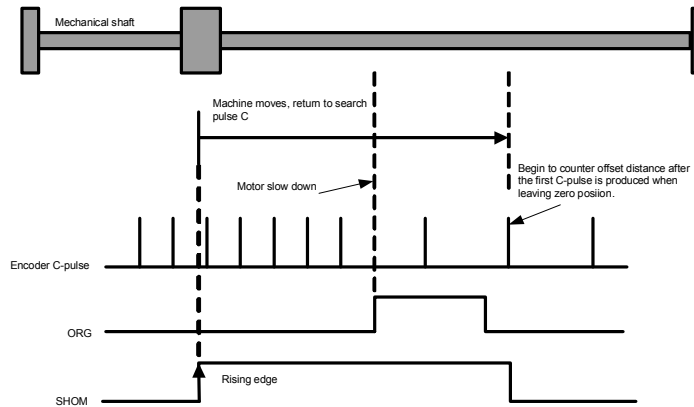 Mechanical shaft
Machine moves, return to search
pulse C
Motor slow down
Begin to counter offset distance after
the first C-pulse is produced when
leaving zero posiion.
Encoder C-pulse
ORG
Rising edge
SHOM